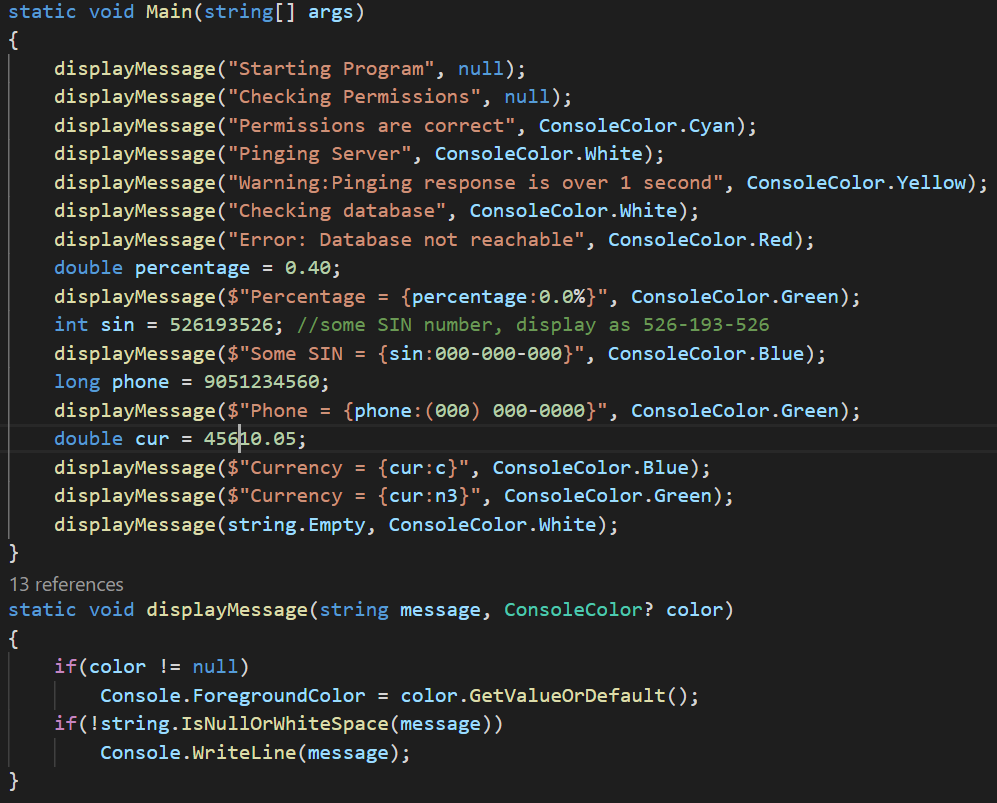 static void Main(string[] args)
{
displayMessage("Starting Program", null);
displayMessage("Checking Permissions", null);
displayMessage("Permissions are correct", ConsoleColor.Cyan);
displayMessage("Pinging Server", ConsoleColor.White);
displayMessage("Warning:Pinging response is over 1 second", ConsoleColor.Yellow);
displayMessage("Checking database", ConsoleColor.White);
displayMessage("Error: Database not reachable", ConsoleColor.Red);
double percentage = 0.40;
displayMessage($"Percentage = {percentage:0.0%}", ConsoleColor.Green);
int sin = 526193526; //some SIN number, display as 526-193-526
displayMessage($"Some SIN = {sin:000-000-000}", ConsoleColor.Blue);
long phone = 9051234560;
displayMessage($"Phone = {phone:(000) 000-0000}", ConsoleColor.Green);
double cur = 45610.05;
displayMessage($"Currency = {cur:c}", ConsoleColor.Blue);
displayMessage($"Currency = {cur:n3}", ConsoleColor.Green);
displayMessage(string.Empty, ConsoleColor.White);
}
13 references
static void displayMessage(string message, ConsoleColor? color)
{
if(color != null)
Console.ForegroundColor = color.GetValueOrDefault();
if(!string.IsNullOrWhiteSpace(message))
Console.WriteLine(message);
}